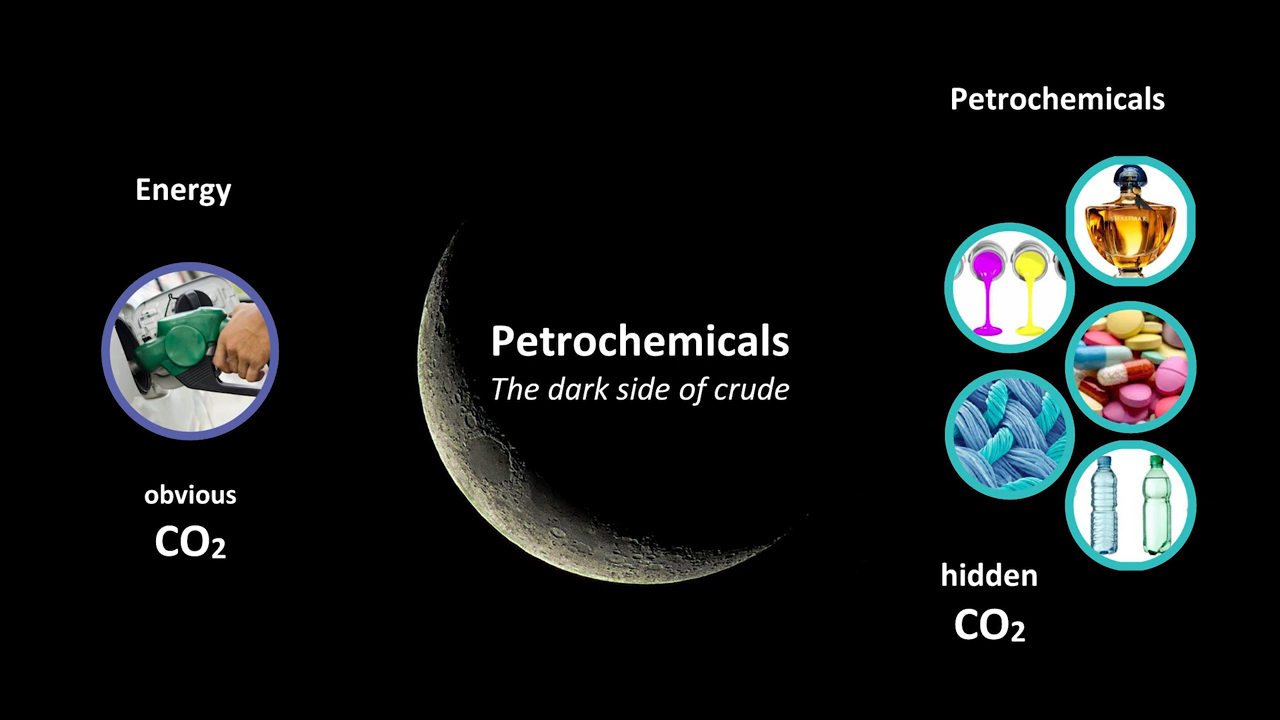 Energy
obvious
CO₂
Petrochemicals
The dark side of crude
Petrochemicals
hidden
CO₂